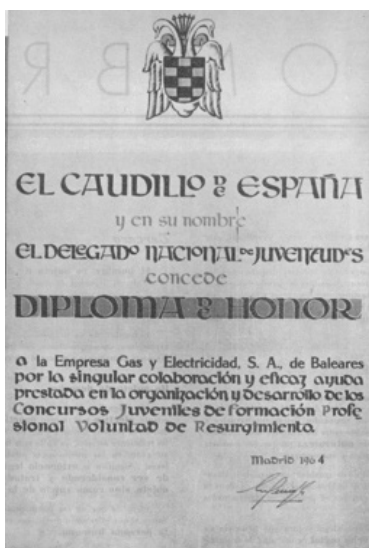 EL CAUDILLO DE ESPAÑA
y en su nombre
EL DELEGADO NACIONAL DE JUVENTUDES
concede
DIPLOMA DE HONOR
a la Empresa Gas y Electricidad, S. A., de Baleares
por la singular colaboración y eficaz ayuda
prestada en la organización y desarrollo de los
Concursos Juveniles de Formación Profe
sional Voluntad de Resurgimiento
Madrid 1964